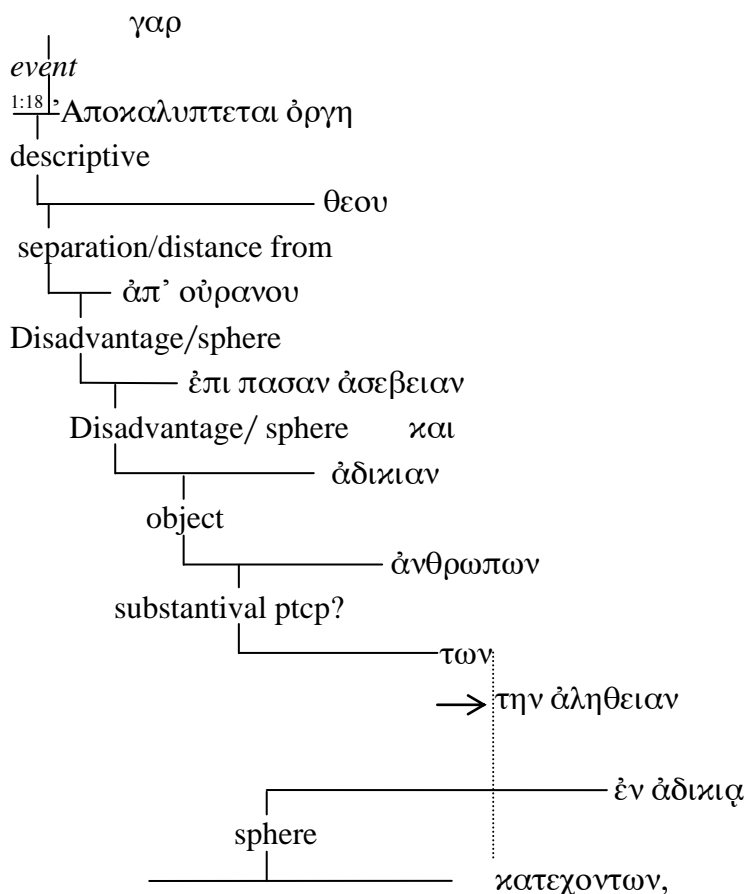 γαρ
event
1:18 ’Αποκαλυπτεται ὀργη
descriptive
θεου
separation/distance from
ἀπ’ οὐρανου
Disadvantage/sphere
ἐπι πασαν ἀσεβειαν
Disadvantage/ sphere και
ἀδικιαν
object
ἀνθρωπων
substantival ptcp?
των
την ἀληθειαν
ἐν ἀδικιᾳ
sphere
κατεχοντων,